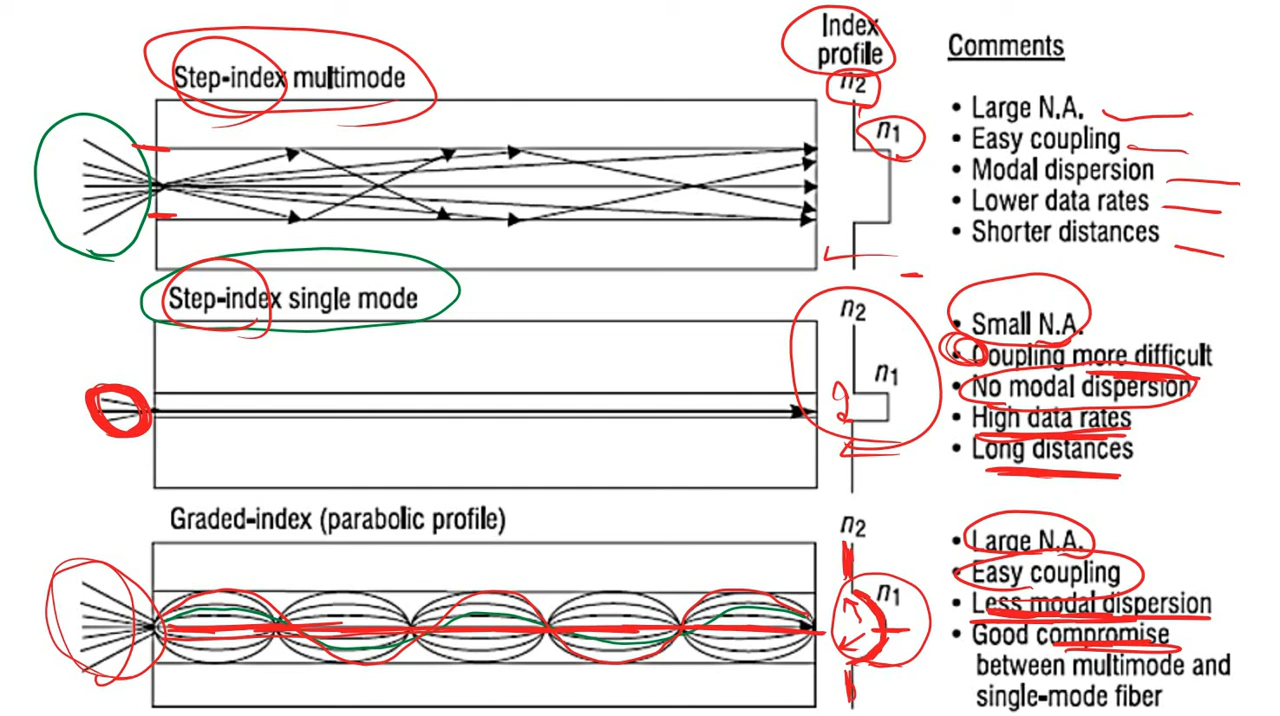 Index
profile
Comments
Step-index multimode
n2
n1
• Large N.A.
• Easy coupling
• Modal dispersion
• Lower data rates
• Shorter distances
Step-index single mode
n2
n1
• Small N.A.
• Coupling more difficult
• No modal dispersion
• High data rates
• Long distances
Graded-index (parabolic profile)
n2
n1
• Large N.A.
• Easy coupling
• Less modal dispersion
• Good compromise
between multimode and
single-mode fiber